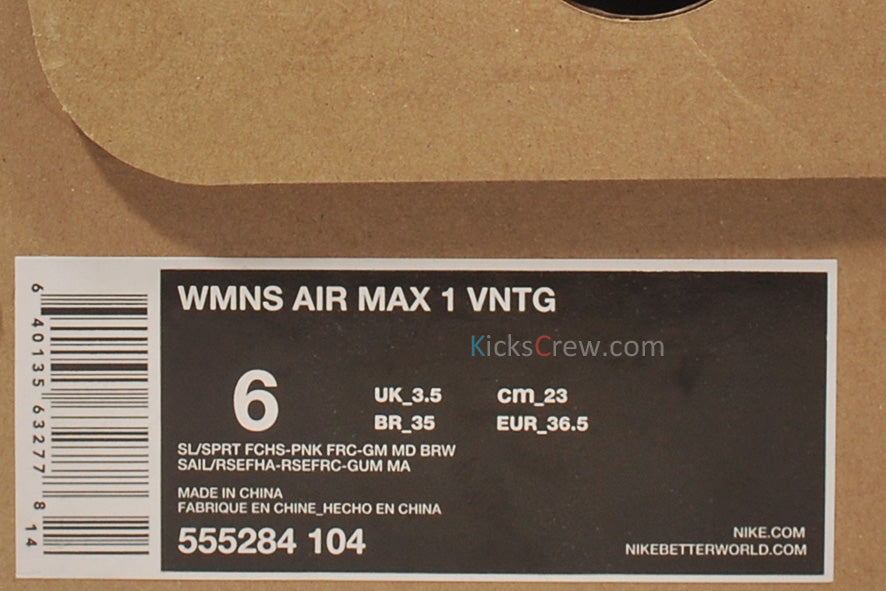 WMNS AIR MAX 1 VNTG
KicksCrew.com
6
UK_3.5 cm_23
BR_35 EUR_36.5
SL/SPRT FCHS-PNK FRC-GM MD BRW
SAIL/RSEFHA-RSEFRC-GUM MA
MADE IN CHINA
FABRIQUE EN CHINE_HECHO EN CHINA
555284 104
NIKE.COM
NIKEBETTERWORLD.COM
6 40135 63277 8 14